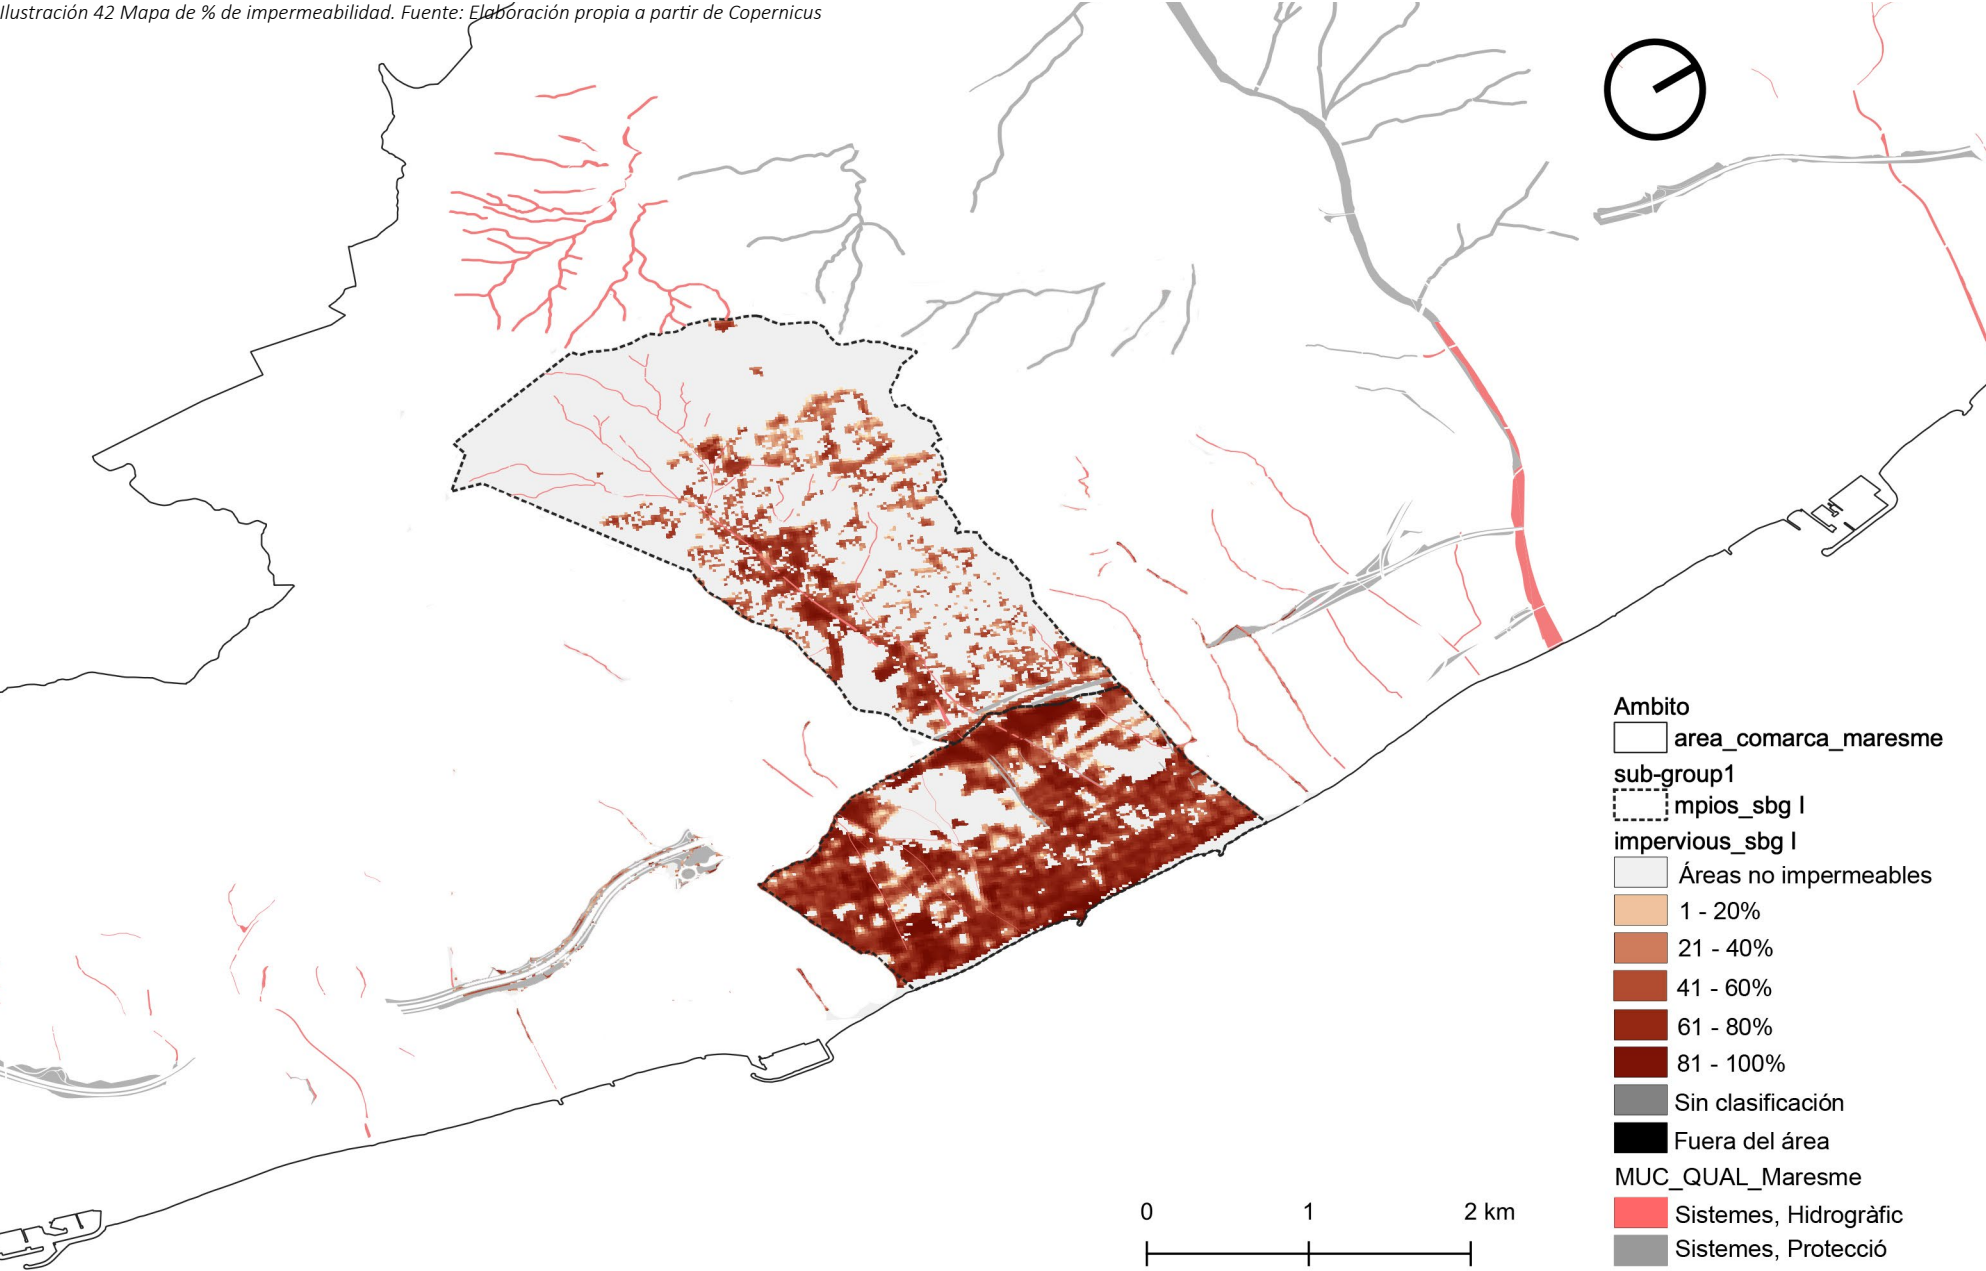 Ilustración 42 Mapa de % de impermeabilidad. Fuente: Elaboración propia a partir de Copernicus
Ambito
area_comarca_maresme
sub-group1
mpios_sbg I
impervious_sbg I
Áreas no impermeables
1 - 20%
21 - 40%
41 - 60%
61 - 80%
81 - 100%
Sin clasificación
Fuera del área
MUC_QUAL_Maresme
Sistemes, Hidrogràfic
Sistemes, Protecció
0 1 2 km